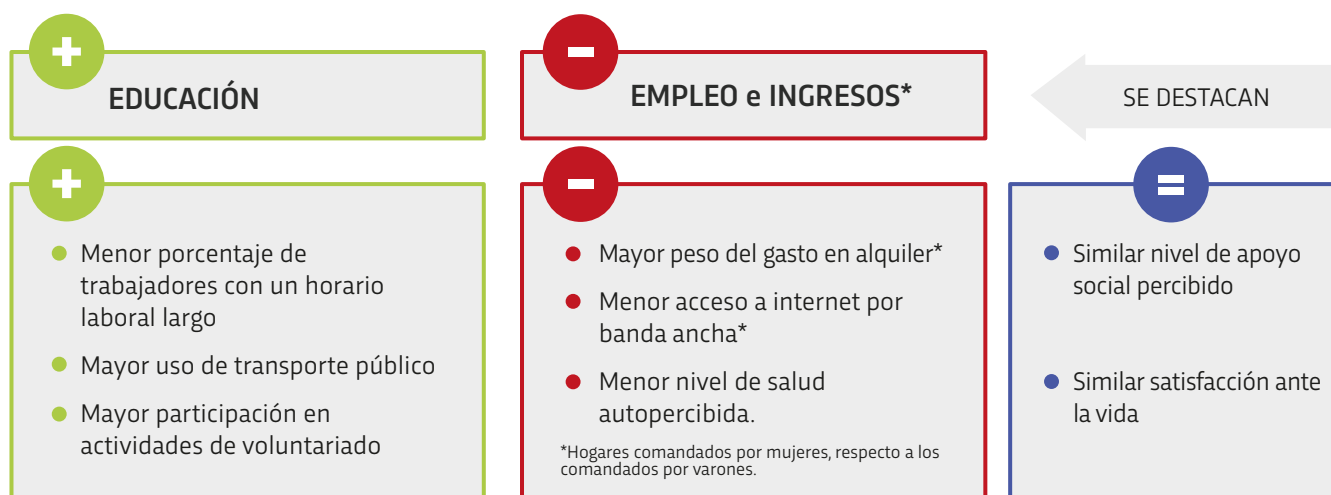 EDUCACIÓN
EMPLEO e INGRESOS*
SE DESTACAN
Menor porcentaje de
trabajadores con un horario
laboral largo
Mayor uso de transporte público
Mayor participación en
actividades de voluntariado
Mayor peso del gasto en alquiler*
Menor acceso a internet por
banda ancha*
Menor nivel de salud
autopercibida.
*Hogares comandados por mujeres, respecto a los
comandados por varones.
Similar nivel de apoyo
social percibido
Similar satisfacción ante
la vida